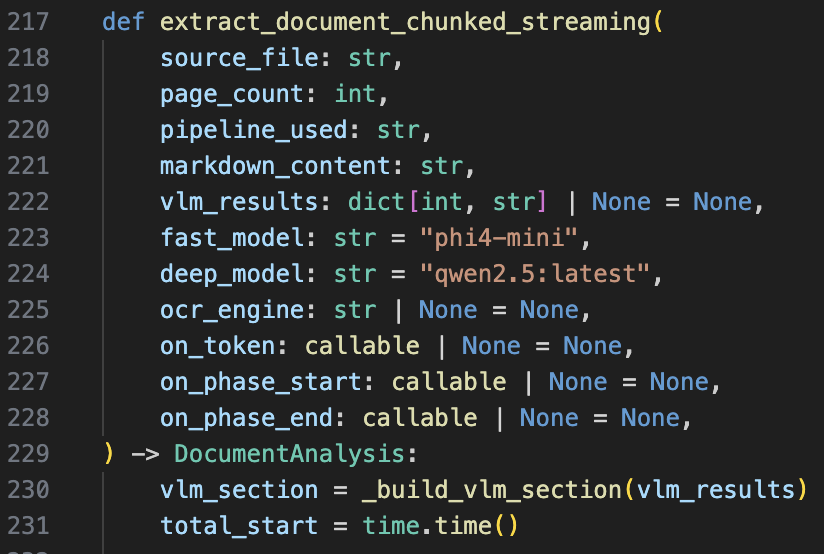 217 def extract_document_chunked_streaming(
218 source_file: str,
219 page_count: int,
220 pipeline_used: str,
221 markdown_content: str,
222 vlm_results: dict[int, str] | None = None,
223 fast_model: str = "phi4-mini",
224 deep_model: str = "qwen2.5:latest",
225 ocr_engine: str | None = None,
226 on_token: callable | None = None,
227 on_phase_start: callable | None = None,
228 on_phase_end: callable | None = None,
229 ) -> DocumentAnalysis:
230 vlm_section = _build_vlm_section(vlm_results)
231 total_start = time.time()